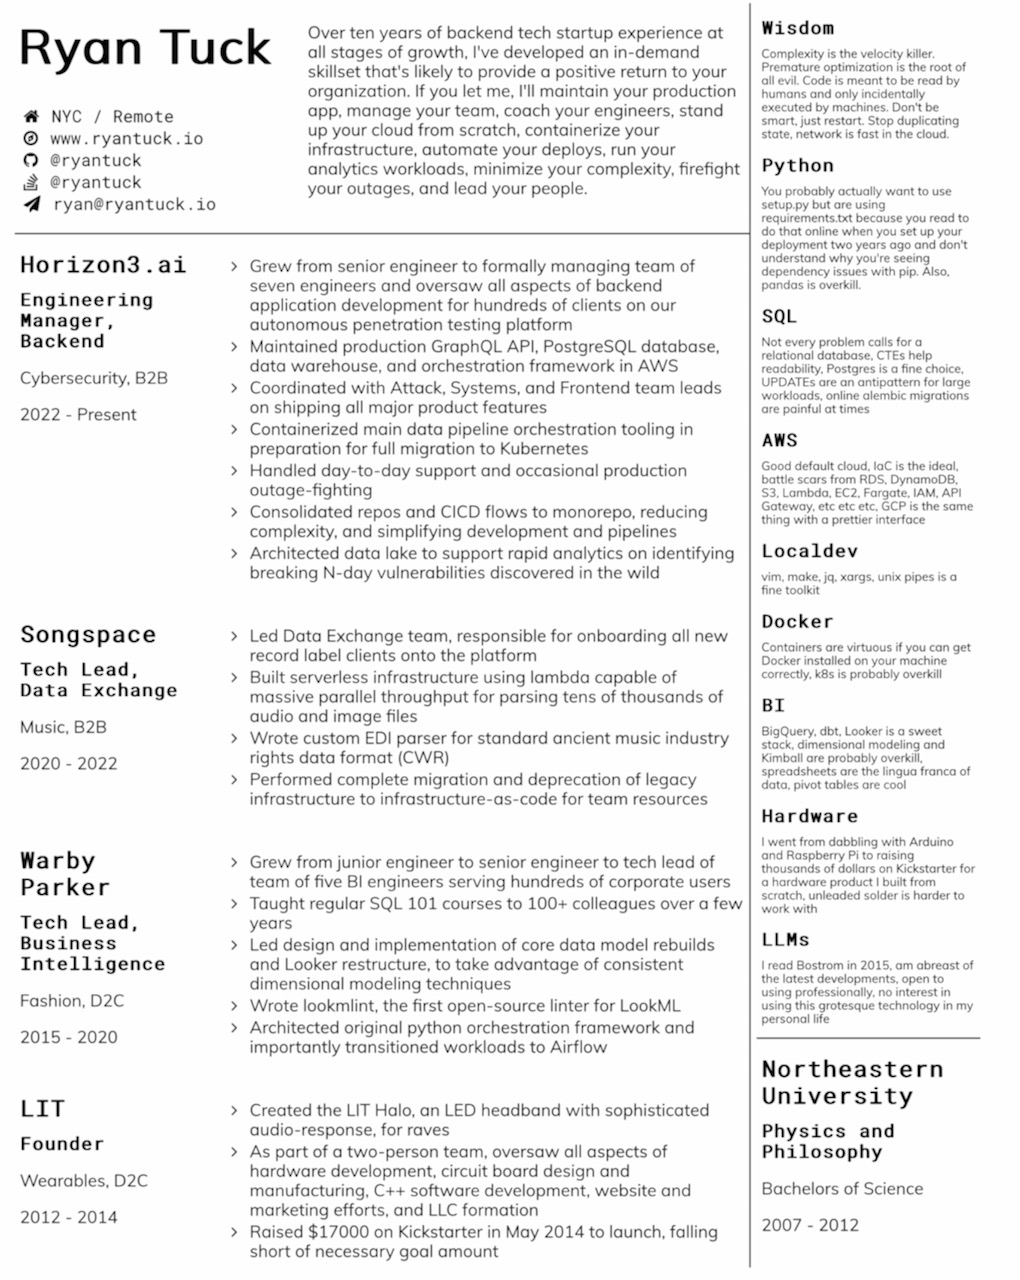 Ryan Tuck
NYC / Remote
www.ryantuck.io
@ryantuck
@ryantuck
ryan@ryantuck.io
Over ten years of backend tech startup experience at
all stages of growth, I've developed an in-demand
skillset that's likely to provide a positive return to your
organization. If you let me, I'll maintain your production
app, manage your team, coach your engineers, stand
up your cloud from scratch, containerize your
infrastructure, automate your deploys, run your
analytics workloads, minimize your complexity, firefight
your outages, and lead your people.
Horizon3.ai
Engineering
Manager,
Backend
Cybersecurity, B2B
2022 - Present
> Grew from senior engineer to formally managing team of
seven engineers and oversaw all aspects of backend
application development for hundreds of clients on our
autonomous penetration testing platform
> Maintained production GraphQL API, PostgreSQL database,
data warehouse, and orchestration framework in AWS
> Coordinated with Attack, Systems, and Frontend team leads
on shipping all major product features
> Containerized main data pipeline orchestration tooling in
preparation for full migration to Kubernetes
> Handled day-to-day support and occasional production
outage-fighting
> Consolidated repos and CICD flows to monorepo, reducing
complexity, and simplifying development and pipelines
> Architected data lake to support rapid analytics on identifying
breaking N-day vulnerabilities discovered in the wild
Songspace
Tech Lead,
Data Exchange
Music, B2B
2020 - 2022
> Led Data Exchange team, responsible for onboarding all new
record label clients onto the platform
> Built serverless infrastructure using lambda capable of
massive parallel throughput for parsing tens of thousands of
audio and image files
> Wrote custom EDI parser for standard ancient music industry
rights data format (CWR)
> Performed complete migration and deprecation of legacy
infrastructure to infrastructure-as-code for team resources
Warby
Parker
Tech Lead,
Business
Intelligence
Fashion, D2C
2015 - 2020
> Grew from junior engineer to senior engineer to tech lead of
team of five BI engineers serving hundreds of corporate users
> Taught regular SQL 101 courses to 100+ colleagues over a few
years
> Led design and implementation of core data model rebuilds
and Looker restructure, to take advantage of consistent
dimensional modeling techniques
> Wrote lookmlint, the first open-source linter for LookML
> Architected original python orchestration framework and
importantly transitioned workloads to Airflow
LIT
Founder
Wearables, D2C
2012 - 2014
> Created the LIT Halo, an LED headband with sophisticated
audio-response, for raves
> As part of a two-person team, oversaw all aspects of
hardware development, circuit board design and
manufacturing, C++ software development, website and
marketing efforts, and LLC formation
> Raised $17000 on Kickstarter in May 2014 to launch, falling
short of necessary goal amount
Wisdom
Complexity is the velocity killer.
Premature optimization is the root of
all evil. Code is meant to be read by
humans and only incidentally
executed by machines. Don't be
smart, just restart. Stop duplicating
state, network is fast in the cloud.
Python
You probably actually want to use
setup.py but are using
requirements.txt because you read to
do that online when you set up your
deployment two years ago and don't
understand why you're seeing
dependency issues with pip. Also,
pandas is overkill.
SQL
Not every problem calls for a
relational database, CTEs help
readability, Postgres is a fine choice,
UPDATEs are an antipattern for large
workloads, online alembic migrations
are painful at times
AWS
Good default cloud, IaC is the ideal,
battle scars from RDS, DynamoDB,
S3, Lambda, EC2, Fargate, IAM, API
Gateway, etc etc etc, GCP is the same
thing with a prettier interface
Localdev
vim, make, jq, xargs, unix pipes is a
fine toolkit
Docker
Containers are virtuous if you can get
Docker installed on your machine
correctly, k8s is probably overkill
BI
BigQuery, dbt, Looker is a sweet
stack, dimensional modeling and
Kimball are probably overkill,
spreadsheets are the lingua franca of
data, pivot tables are cool
Hardware
I went from dabbling with Arduino
and Raspberry Pi to raising
thousands of dollars on Kickstarter for
a hardware product I built from
scratch, unleaded solder is harder to
work with
LLMs
I read Bostrom in 2015, am abreast of
the latest developments, open to
using professionally, no interest in
using this grotesque technology in my
personal life
Northeastern
University
Physics and
Philosophy
Bachelors of Science
2007 - 2012